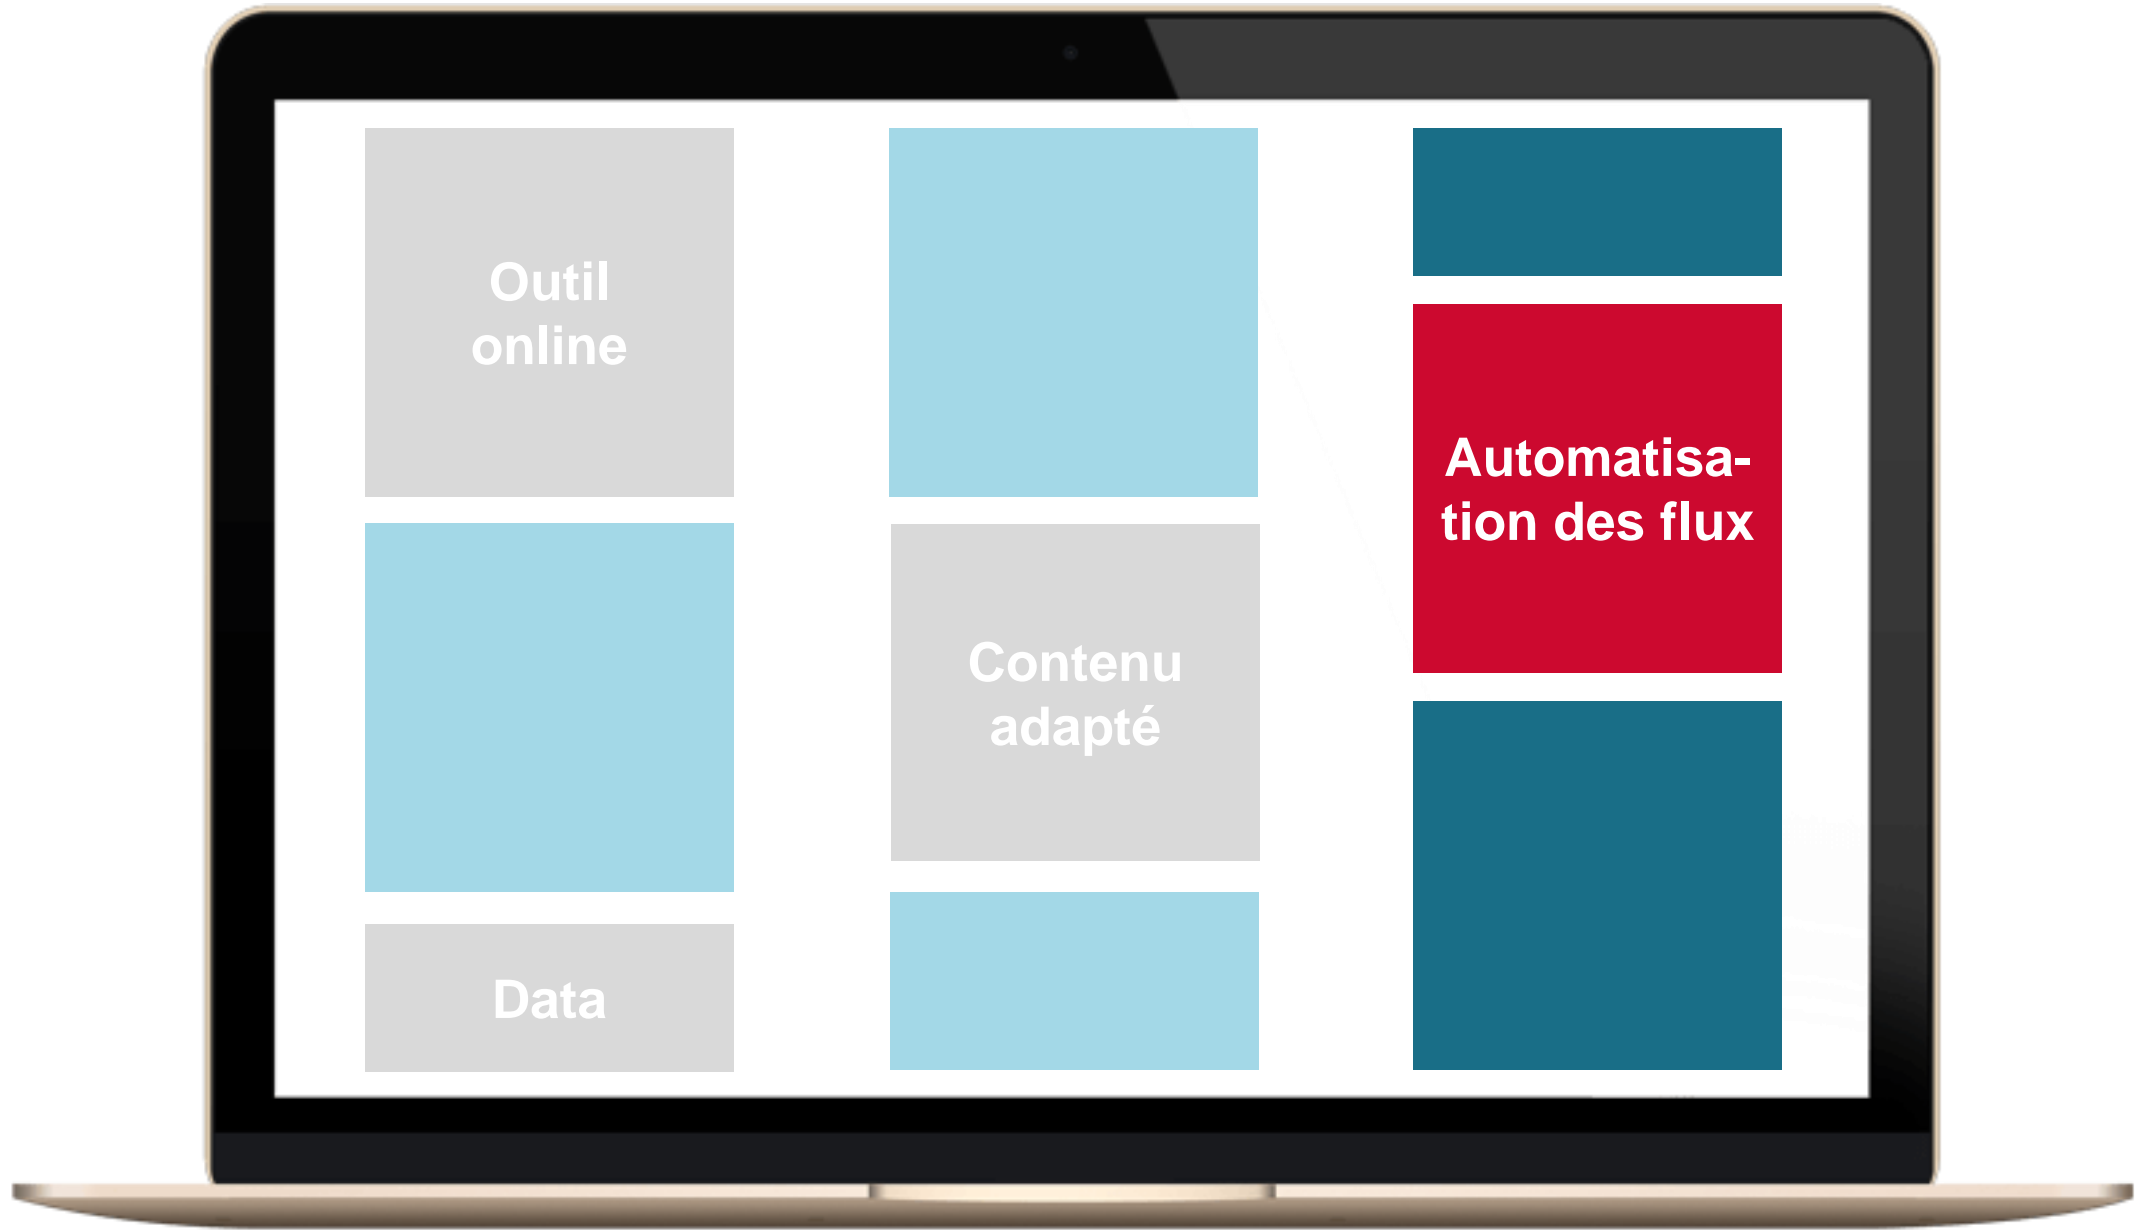 Outil
online
Automatisa-
tion des flux
Contenu
adapté
Data